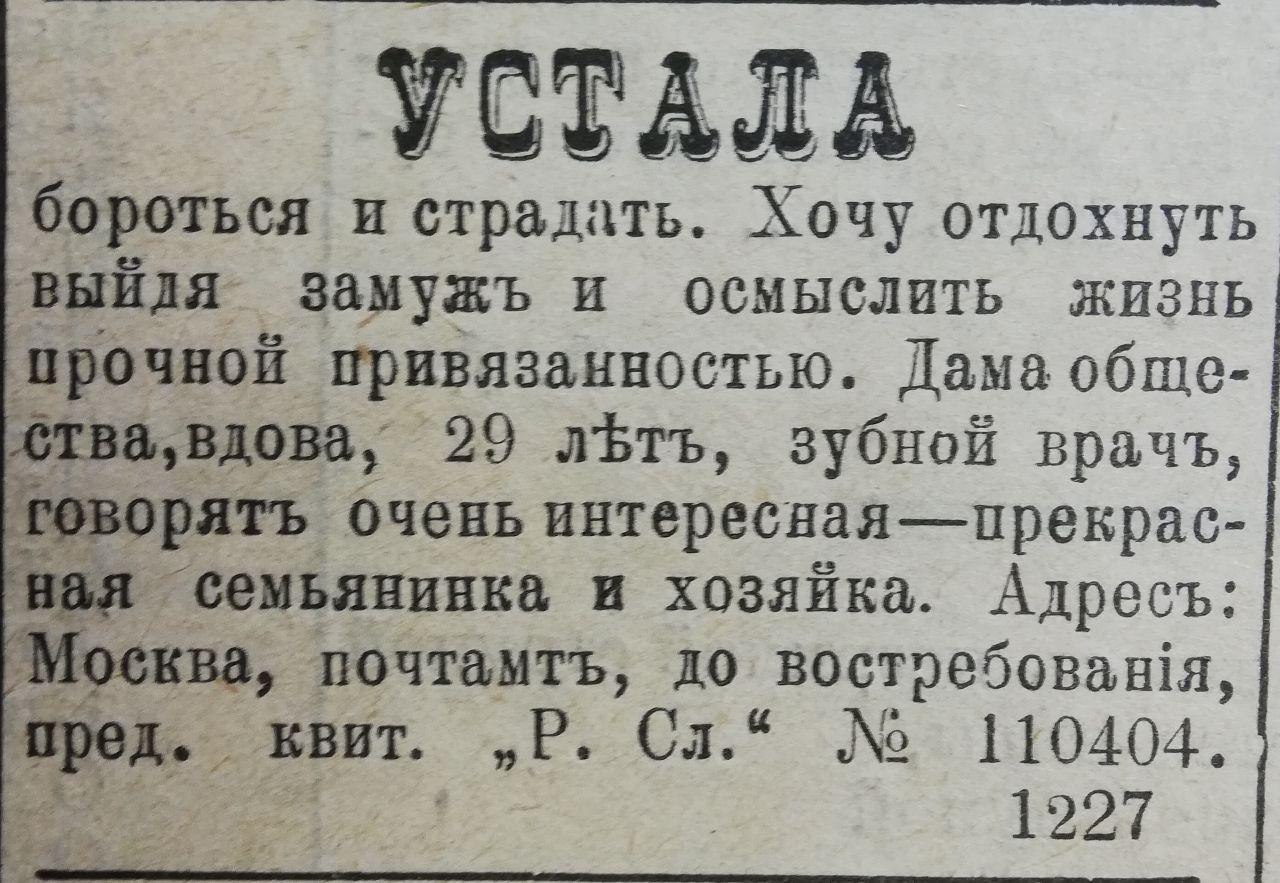 УСТАЛА
бороться и страдать. Хочу отдохнуть
выйдя замужъ и осмыслить жизнь
прочной привязанностью. Дама обще-
ства,вдова, 29 лѣтъ, зубной врачъ,
говорятъ очень интересная—прекрас-
ная семьянинка и хозяйка. Адресъ:
Москва, почтамтъ, до востребованія,
пред. квит. „Р. Сл.“ № 110404.
1227